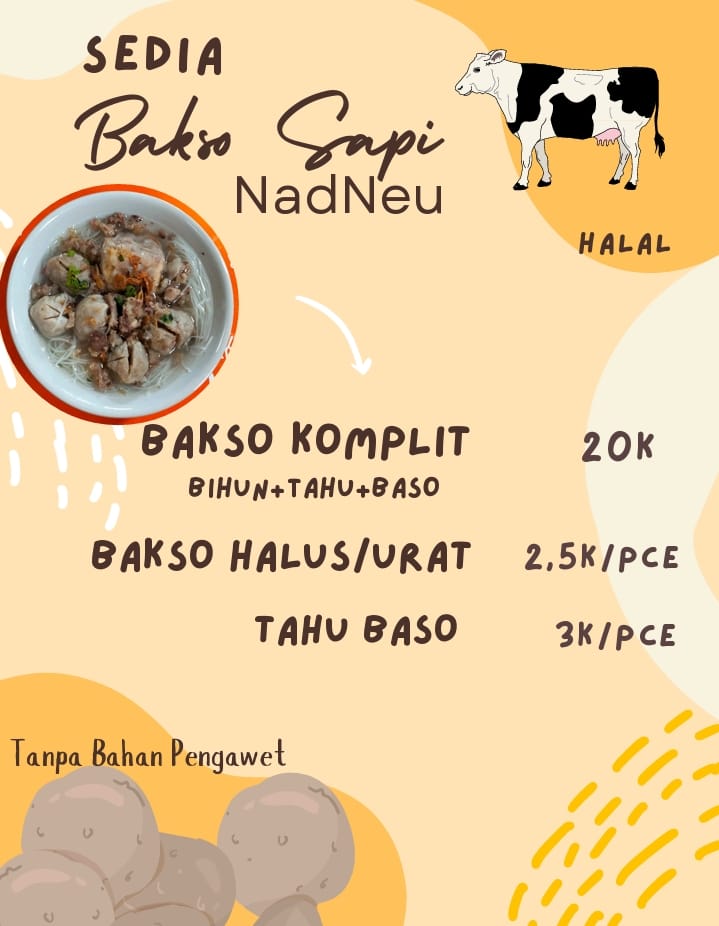 SEDIA
Bakso Sapi
NadNeu
HALAL
BAKSO KOMPLIT 20K
BIHUN+TAHU+BASO
BAKSO HALUS/URAT 2,5K/PCE
TAHU BASO 3K/PCE
Tanpa Bahan Pengawet